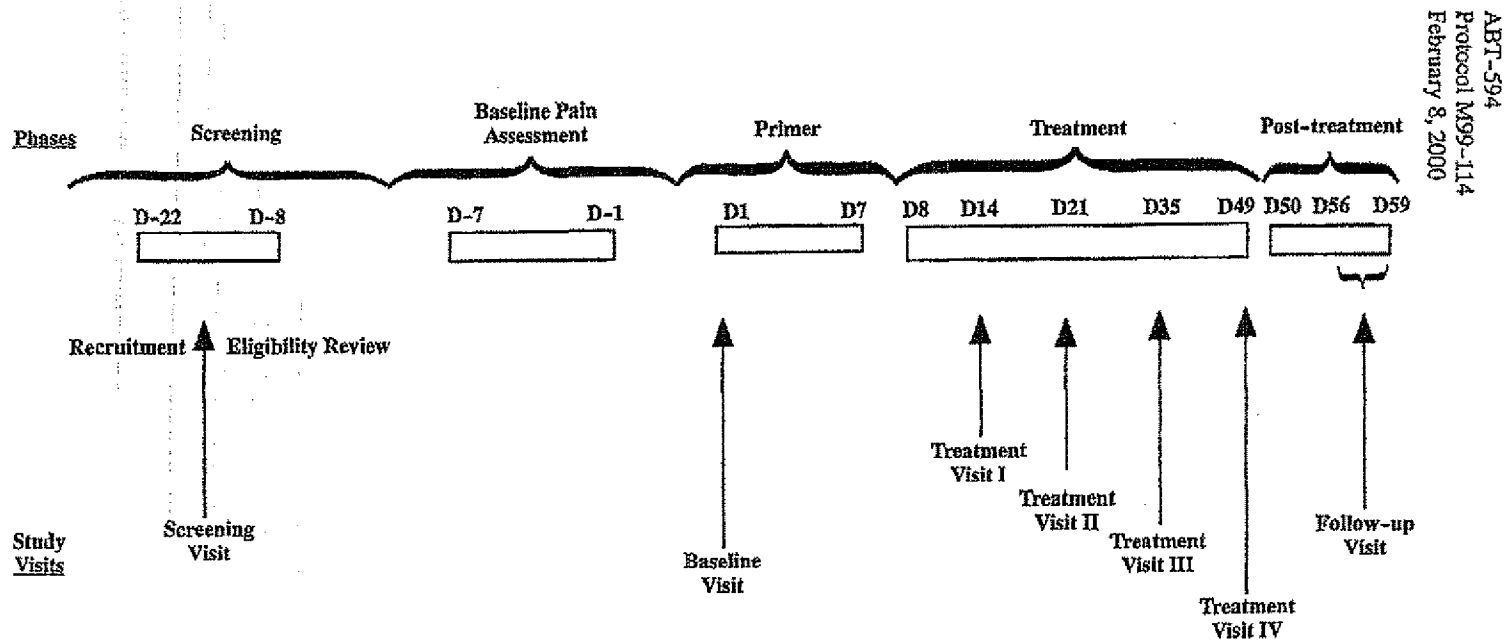 ABT-594
Protocol M99-114
February 8, 2000
Phases
Screening
Baseline Pain
Assessment
Primer
Treatment
Post-treatment
D-22 D-8 D-7 D-1 D1 D7 D8 D14 D21 D35 D49 D50 D56 D59
Recruitment Eligibility Review
Study
Visits
Screening
Visit
Baseline
Visit
Treatment
Visit I
Treatment
Visit II
Treatment
Visit III
Treatment
Visit IV
Follow-up
Visit